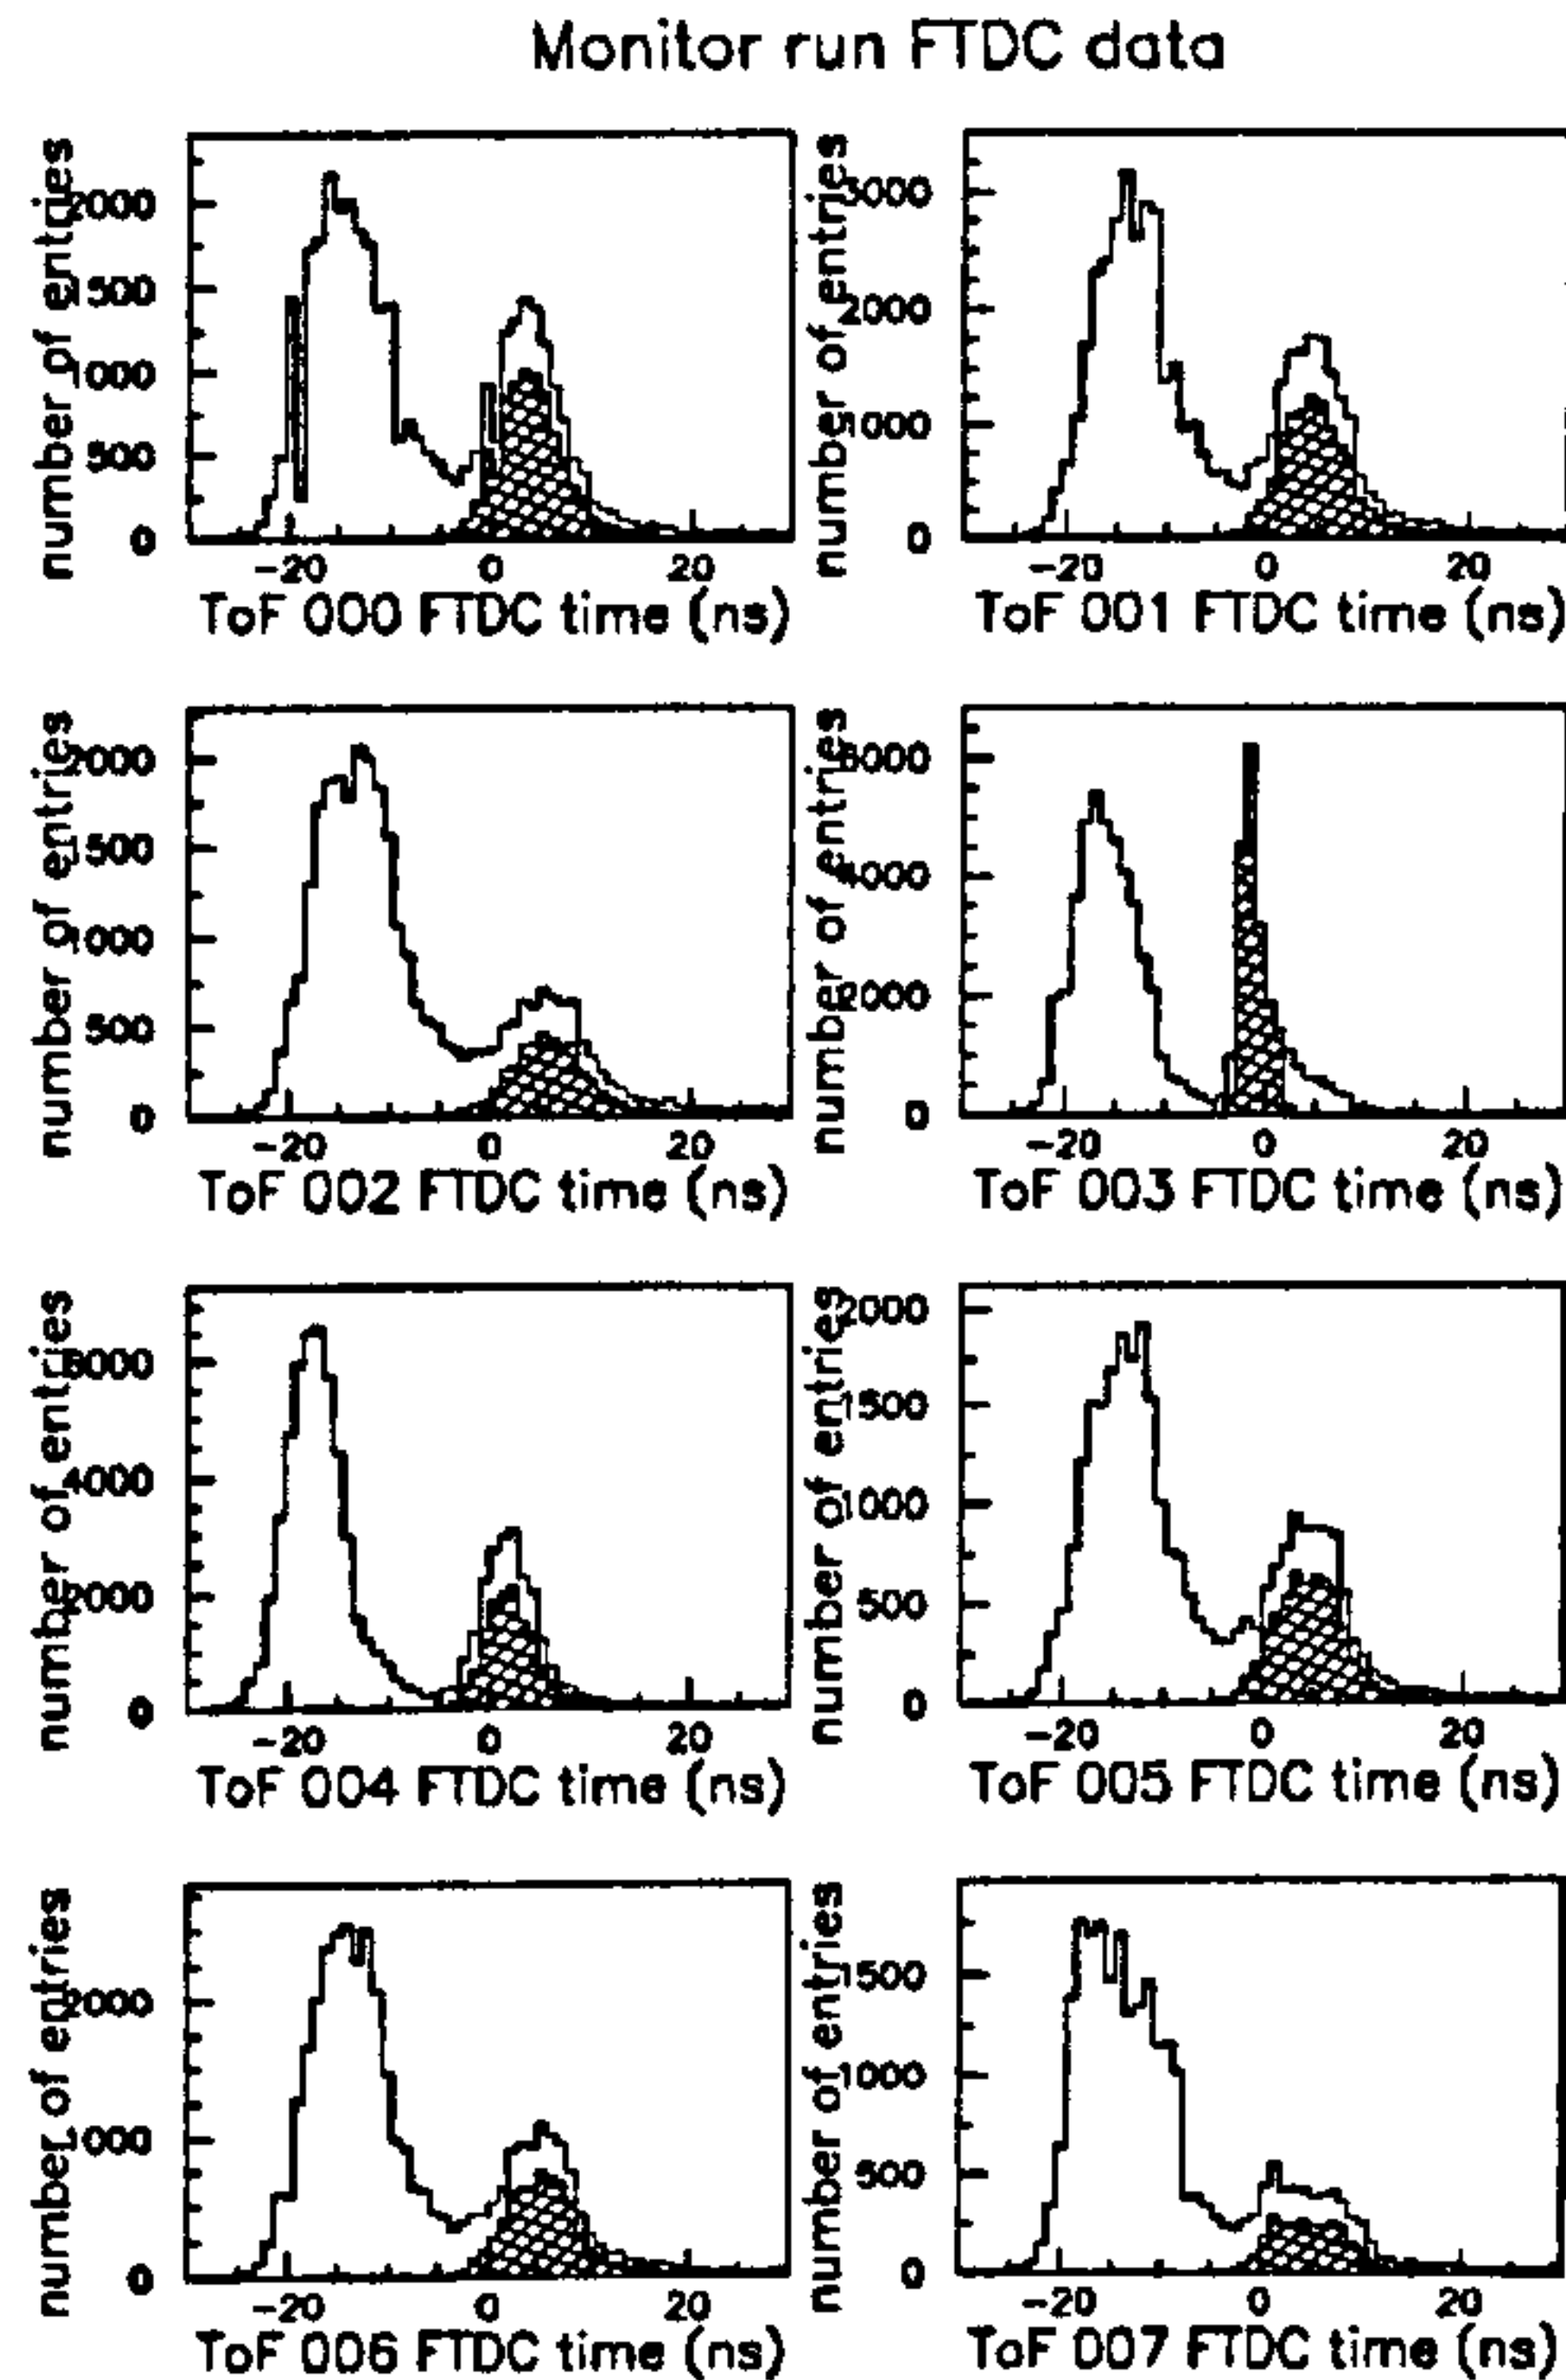 Monitor run FTDC data
number of entries
2000
1500
1000
500
0
-20 0 20
ToF 000 FTDC time (ns)
number of entries
3000
2000
1000
0
-20 0 20
ToF 001 FTDC time (ns)
number of entries
2000
1500
1000
500
0
-20 0 20
ToF 002 FTDC time (ns)
number of entries
6000
4000
2000
0
-20 0 20
ToF 003 FTDC time (ns)
number of entries
6000
4000
2000
0
-20 0 20
ToF 004 FTDC time (ns)
number of entries
2000
1500
1000
500
0
-20 0 20
ToF 005 FTDC time (ns)
number of entries
2000
1000
0
-20 0 20
ToF 006 FTDC time (ns)
number of entries
1500
1000
500
0
-20 0 20
ToF 007 FTDC time (ns)